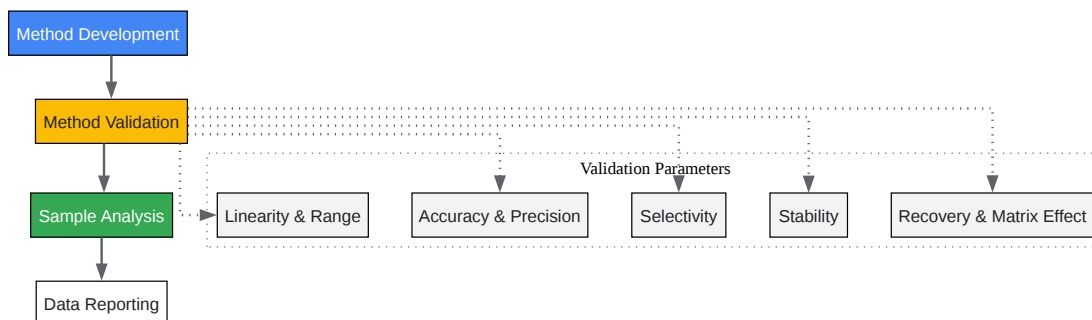 Method Development
Method Validation
Validation Parameters
Sample Analysis
Linearity & Range
Accuracy & Precision
Selectivity
Stability
Recovery & Matrix Effect
Data Reporting